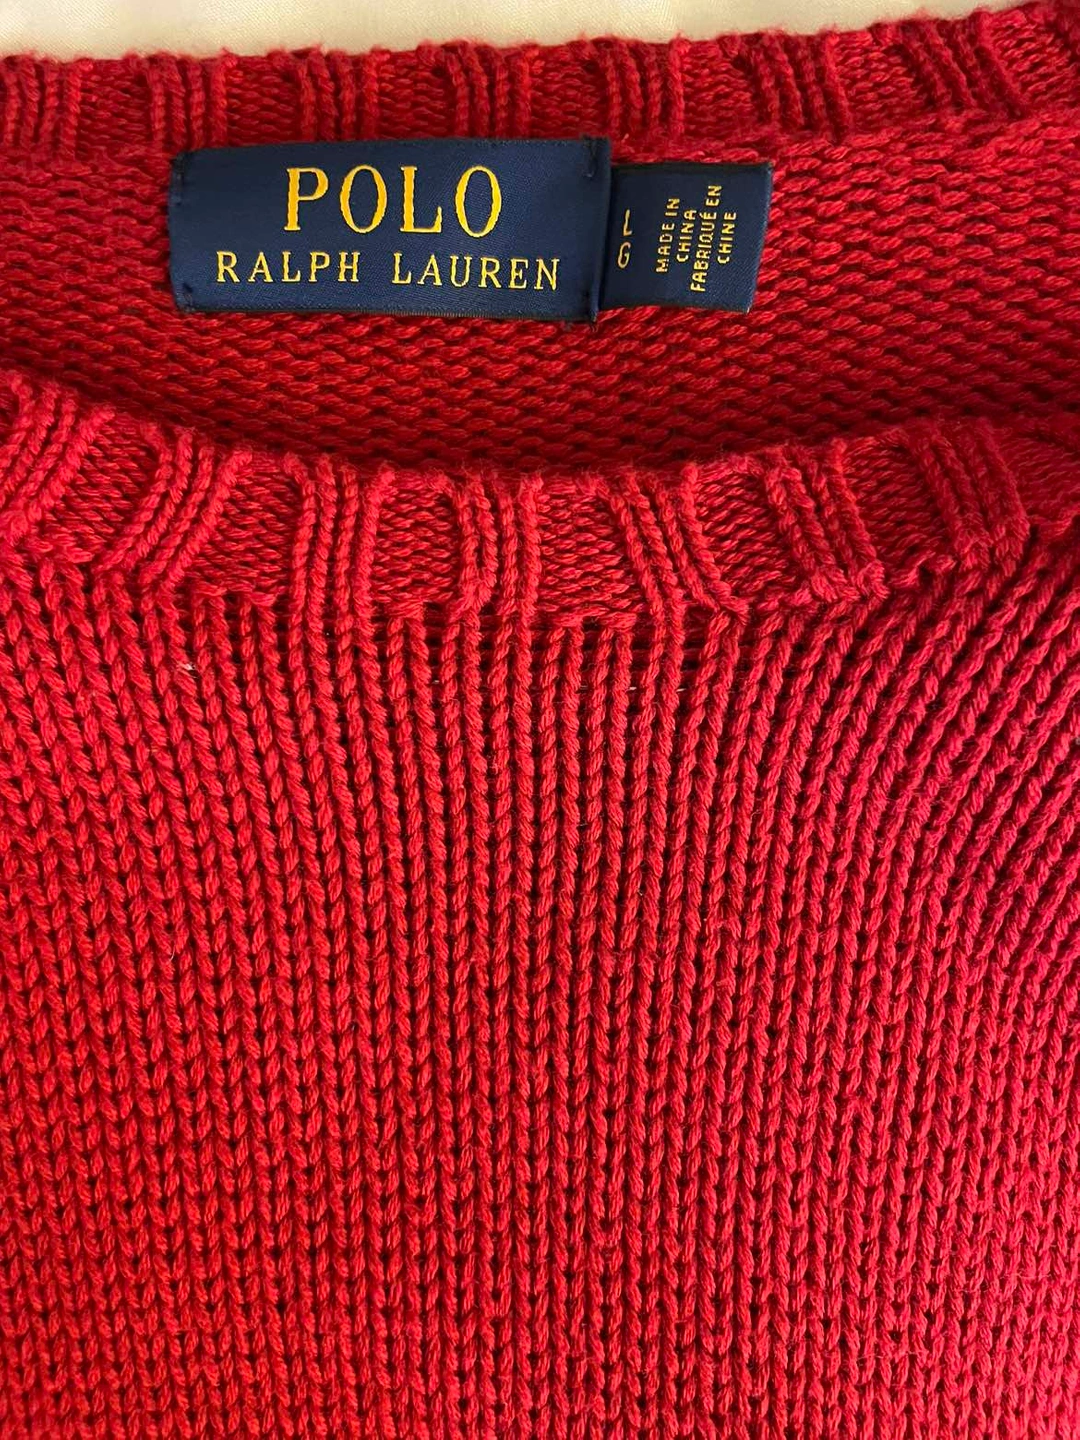 POLO
RALPH LAUREN
L
G
MADE IN
CHINA
FABRIQUÉ EN
CHINE